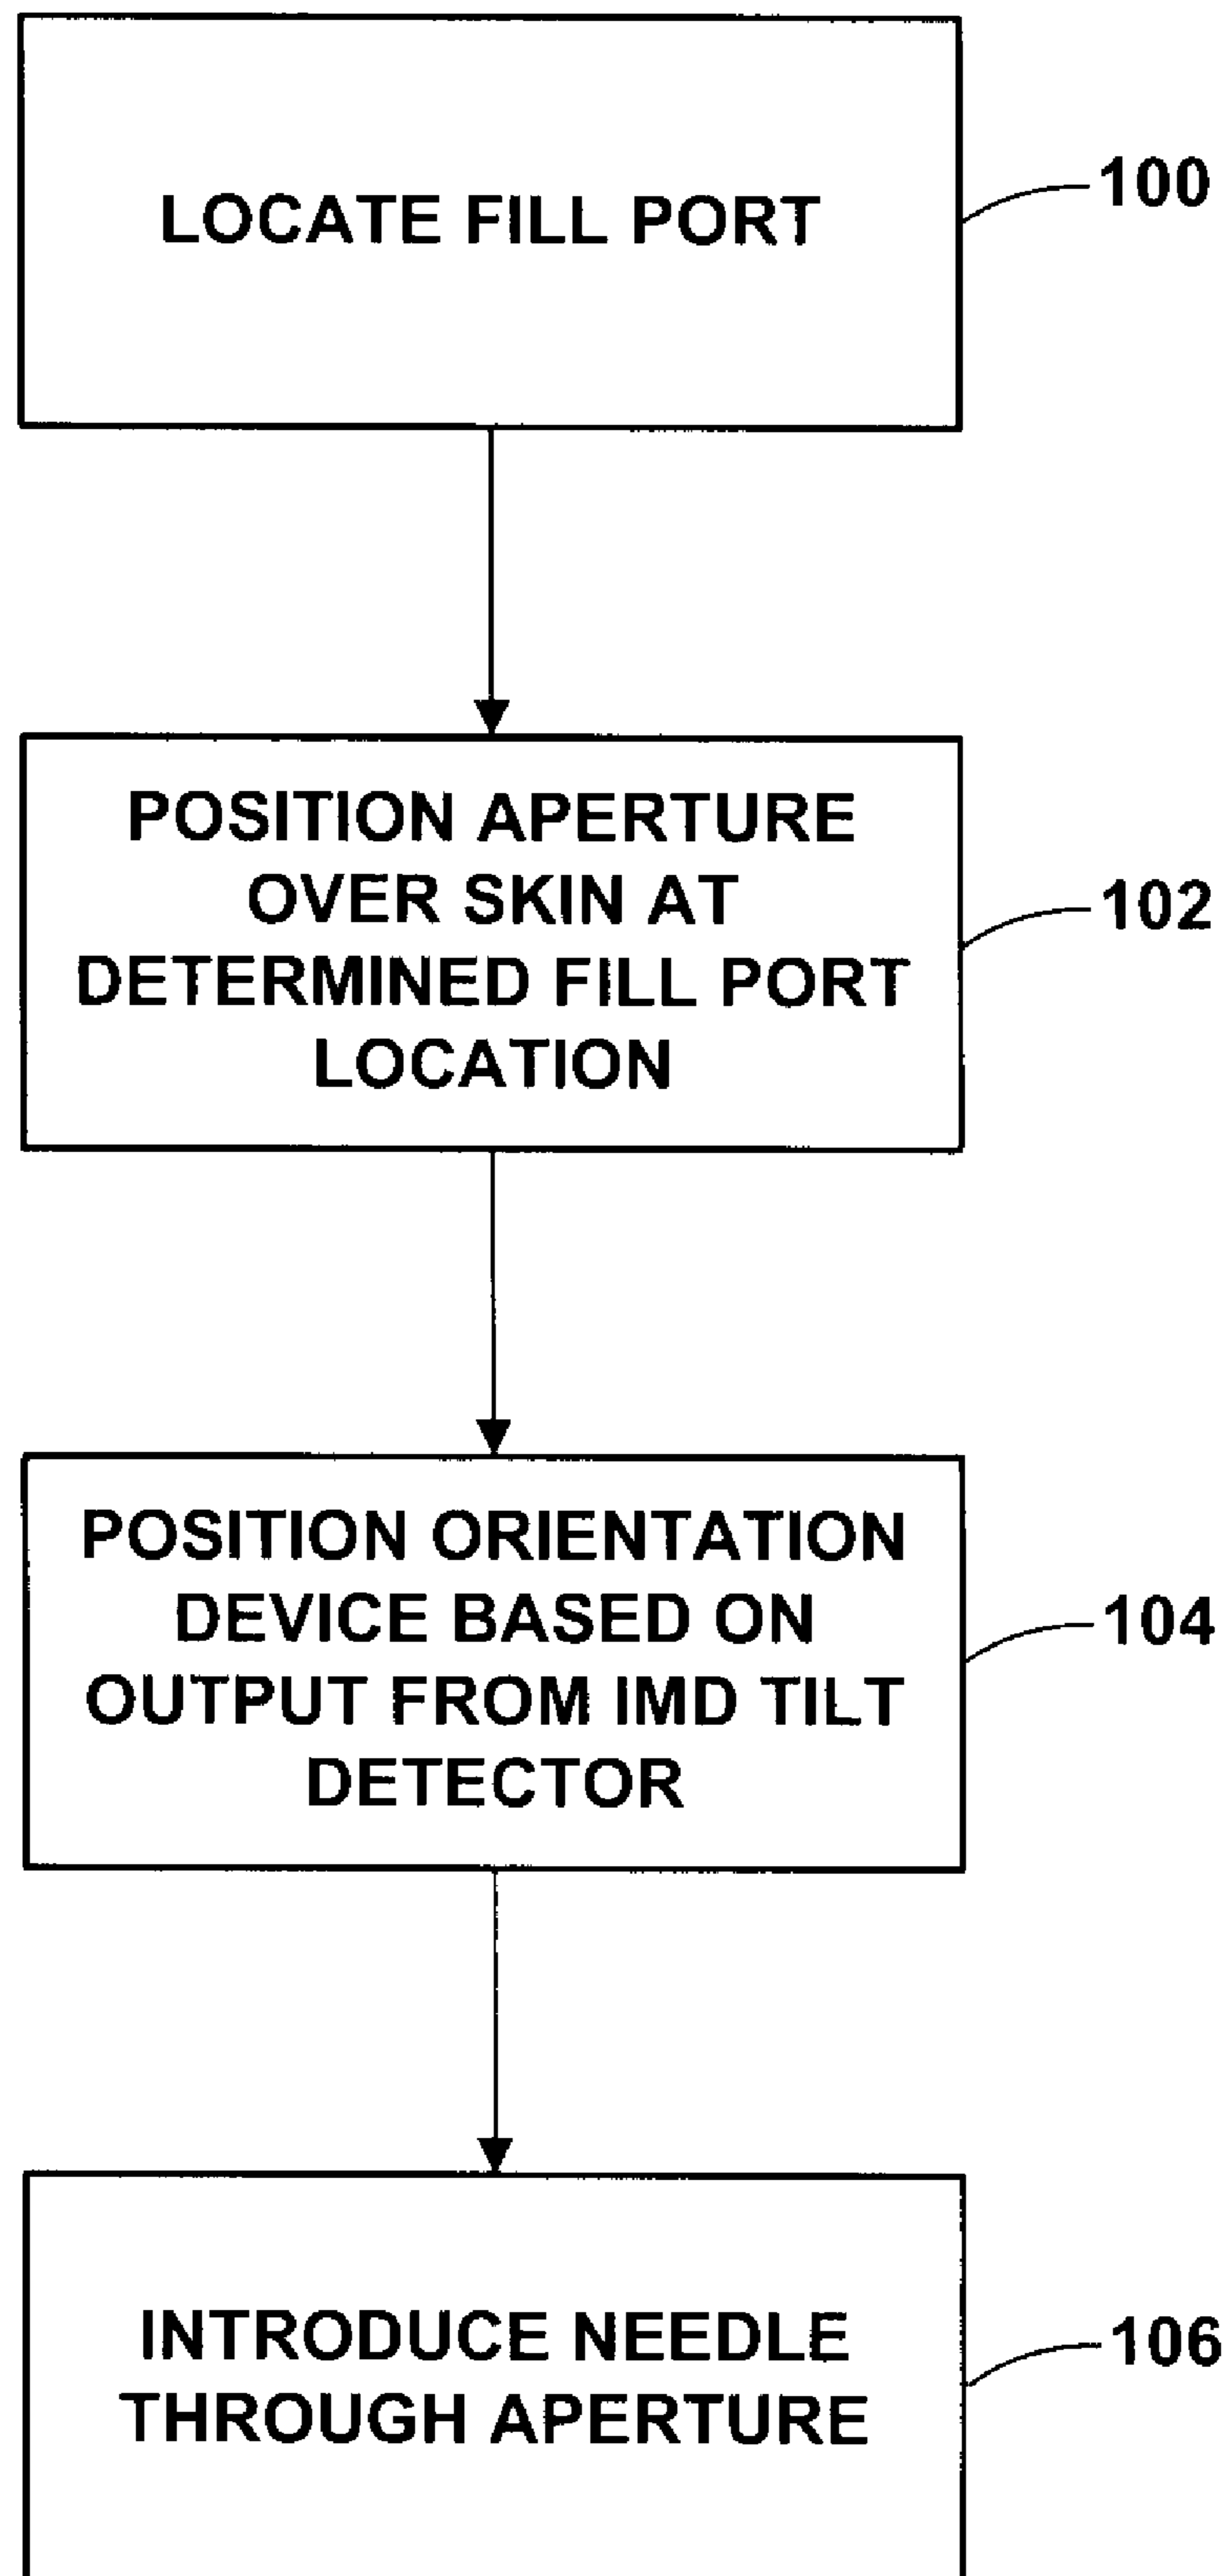 LOCATE FILL PORT
100
POSITION APERTURE
OVER SKIN AT
DETERMINED FILL PORT
LOCATION
102
POSITION ORIENTATION
DEVICE BASED ON
OUTPUT FROM IMD TILT
DETECTOR
104
INTRODUCE NEEDLE
THROUGH APERTURE
106